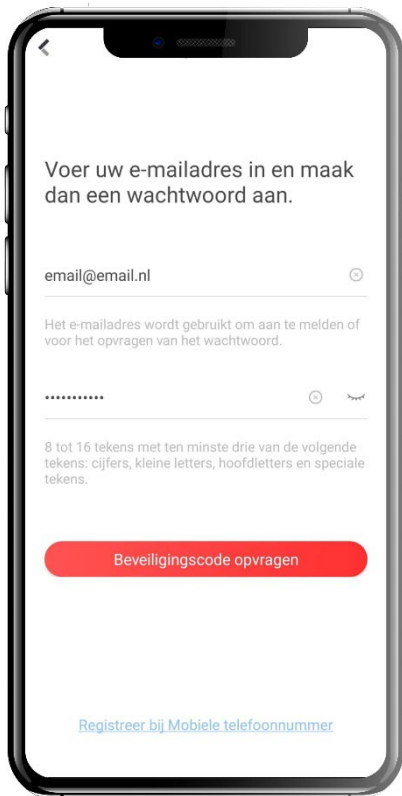 Voer uw e-mailadres in en maak
dan een wachtwoord aan.
email@email.nl
Het e-mailadres wordt gebruikt om aan te melden of
voor het opvragen van het wachtwoord.
•••••••••••
8 tot 16 tekens met ten minste drie van de volgende
tekens: cijfers, kleine letters, hoofdletters en speciale
tekens.
Beveiligingscode opvragen
Registreer bij Mobiele telefoonnummer